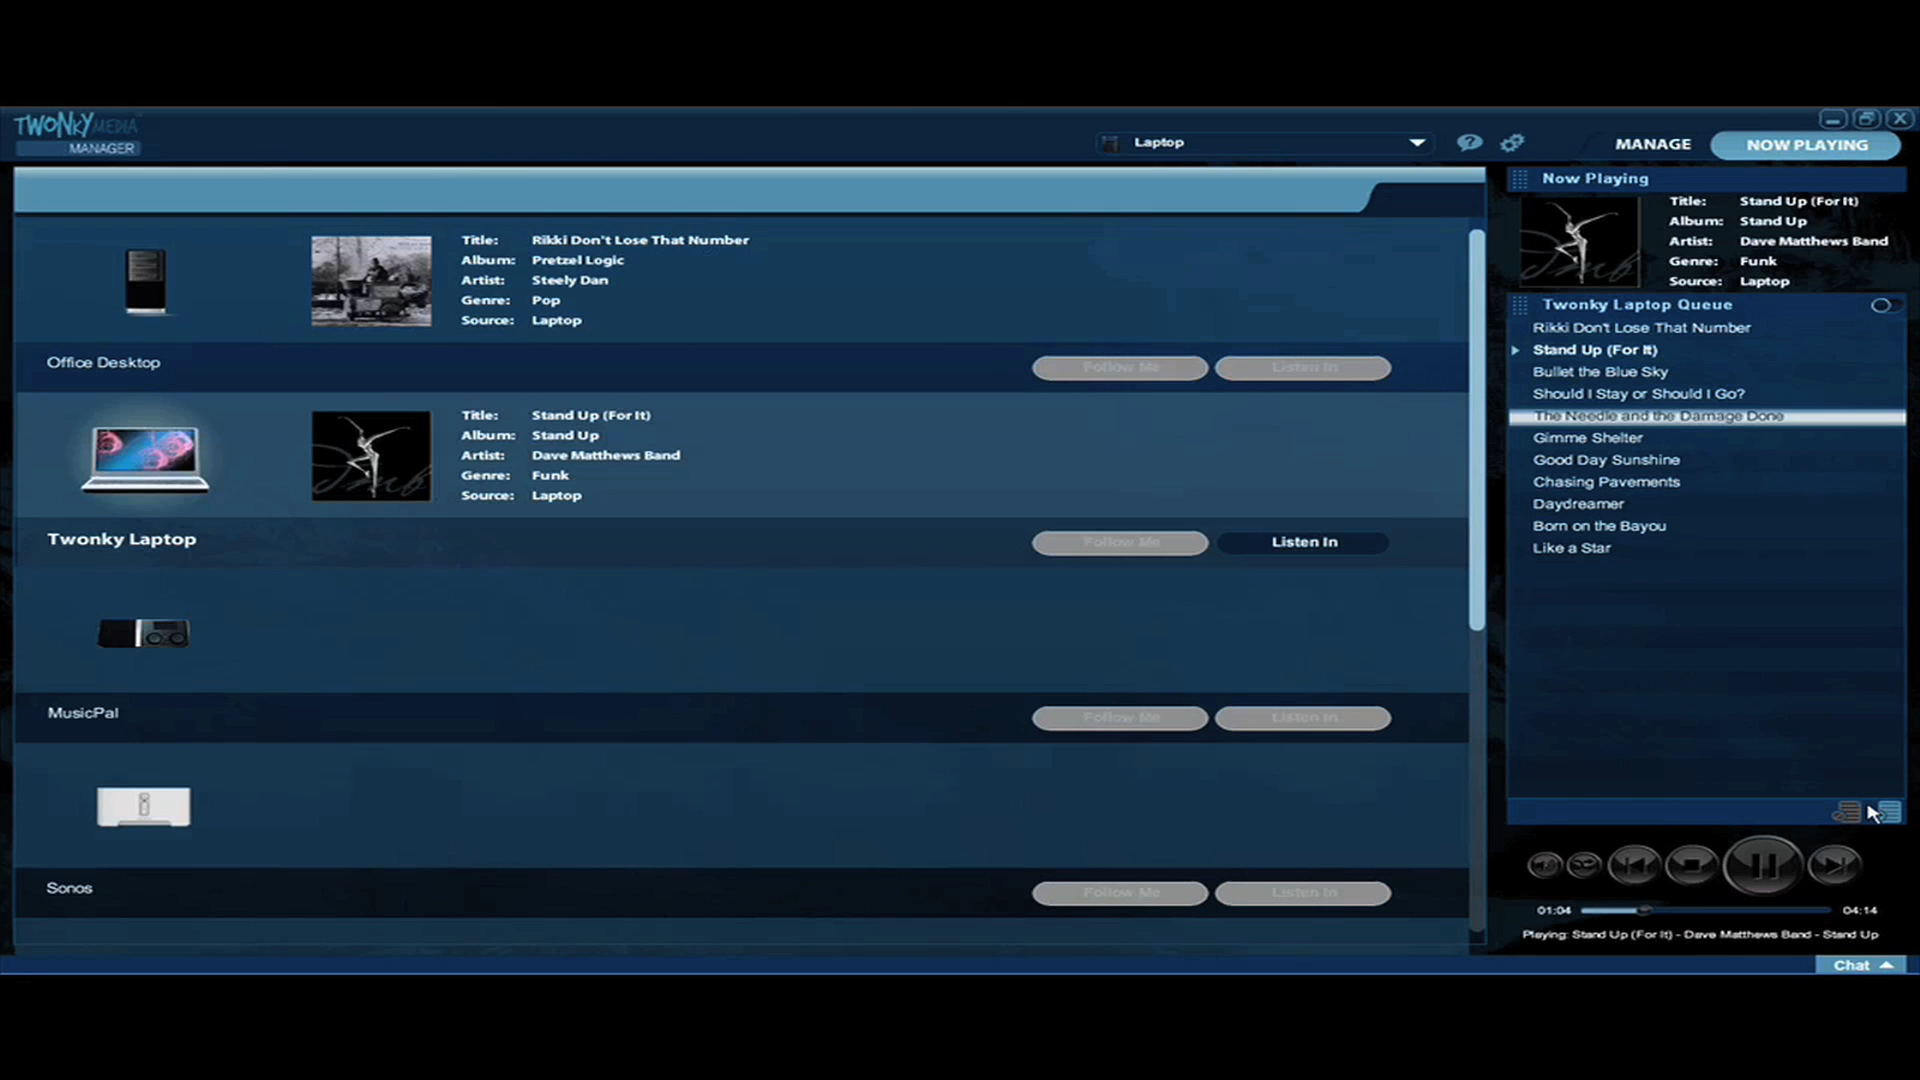 TWONKY MEDIA
MANAGER
Laptop
?
MANAGE
NOW PLAYING
Title: Rikki Don't Lose That Number
Album: Pretzel Logic
Artist: Steely Dan
Genre: Pop
Source: Laptop
Office Desktop
Follow Me
Listen In
Title: Stand Up (For It)
Album: Stand Up
Artist: Dave Matthews Band
Genre: Funk
Source: Laptop
Twonky Laptop
Follow Me
Listen In
MusicPal
Follow Me
Listen In
Sonos
Follow Me
Listen In
Now Playing
Title: Stand Up (For It)
Album: Stand Up
Artist: Dave Matthews Band
Genre: Funk
Source: Laptop
Twonky Laptop Queue
Rikki Don't Lose That Number
Stand Up (For It)
Bullet the Blue Sky
Should I Stay or Should I Go?
The Needle and the Damage Done
Gimme Shelter
Good Day Sunshine
Chasing Pavements
Daydreamer
Born on the Bayou
Like a Star
01:04
04:14
Playing: Stand Up (For It) - Dave Matthews Band - Stand Up
Chat